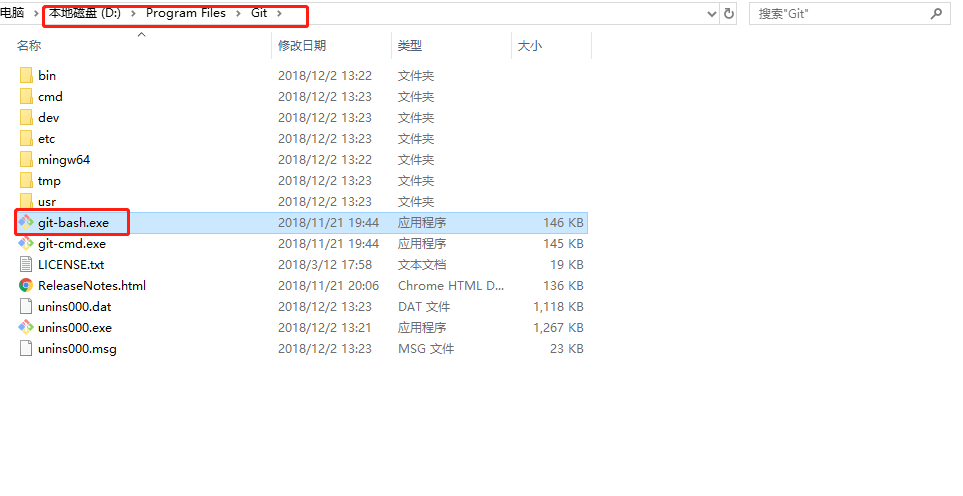 电脑 › 本地磁盘 (D:) › Program Files › Git › 搜索"Git"
名称 修改日期 类型 大小
bin 2018/12/2 13:22 文件夹
cmd 2018/12/2 13:23 文件夹
dev 2018/12/2 13:23 文件夹
etc 2018/12/2 13:23 文件夹
mingw64 2018/12/2 13:22 文件夹
tmp 2018/12/2 13:23 文件夹
usr 2018/12/2 13:23 文件夹
git-bash.exe 2018/11/21 19:44 应用程序 146 KB
git-cmd.exe 2018/11/21 19:44 应用程序 145 KB
LICENSE.txt 2018/3/12 17:58 文本文档 19 KB
ReleaseNotes.html 2018/11/21 20:06 Chrome HTML D... 136 KB
unins000.dat 2018/12/2 13:23 DAT 文件 1,118 KB
unins000.exe 2018/12/2 13:21 应用程序 1,267 KB
unins000.msg 2018/12/2 13:23 MSG 文件 23 KB